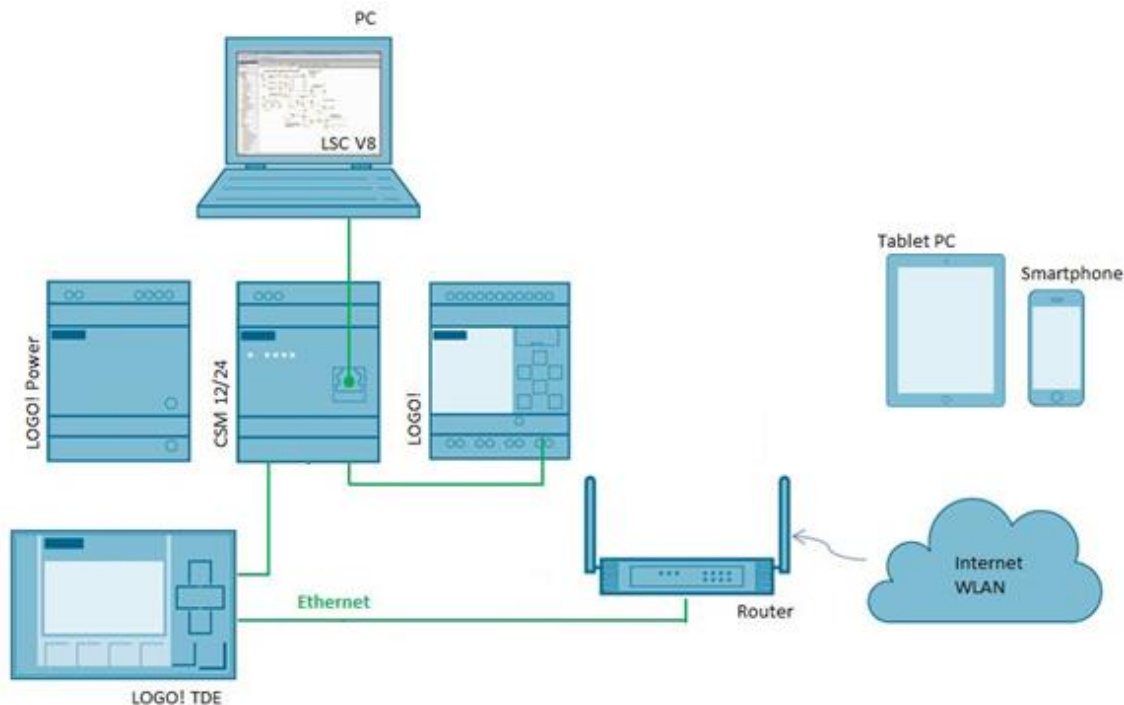 PC
LSC V8
Tablet PC
Smartphone
LOGO! Power
CSM 12/24
LOGO!
Internet
WLAN
Ethernet
Router
LOGO! TDE